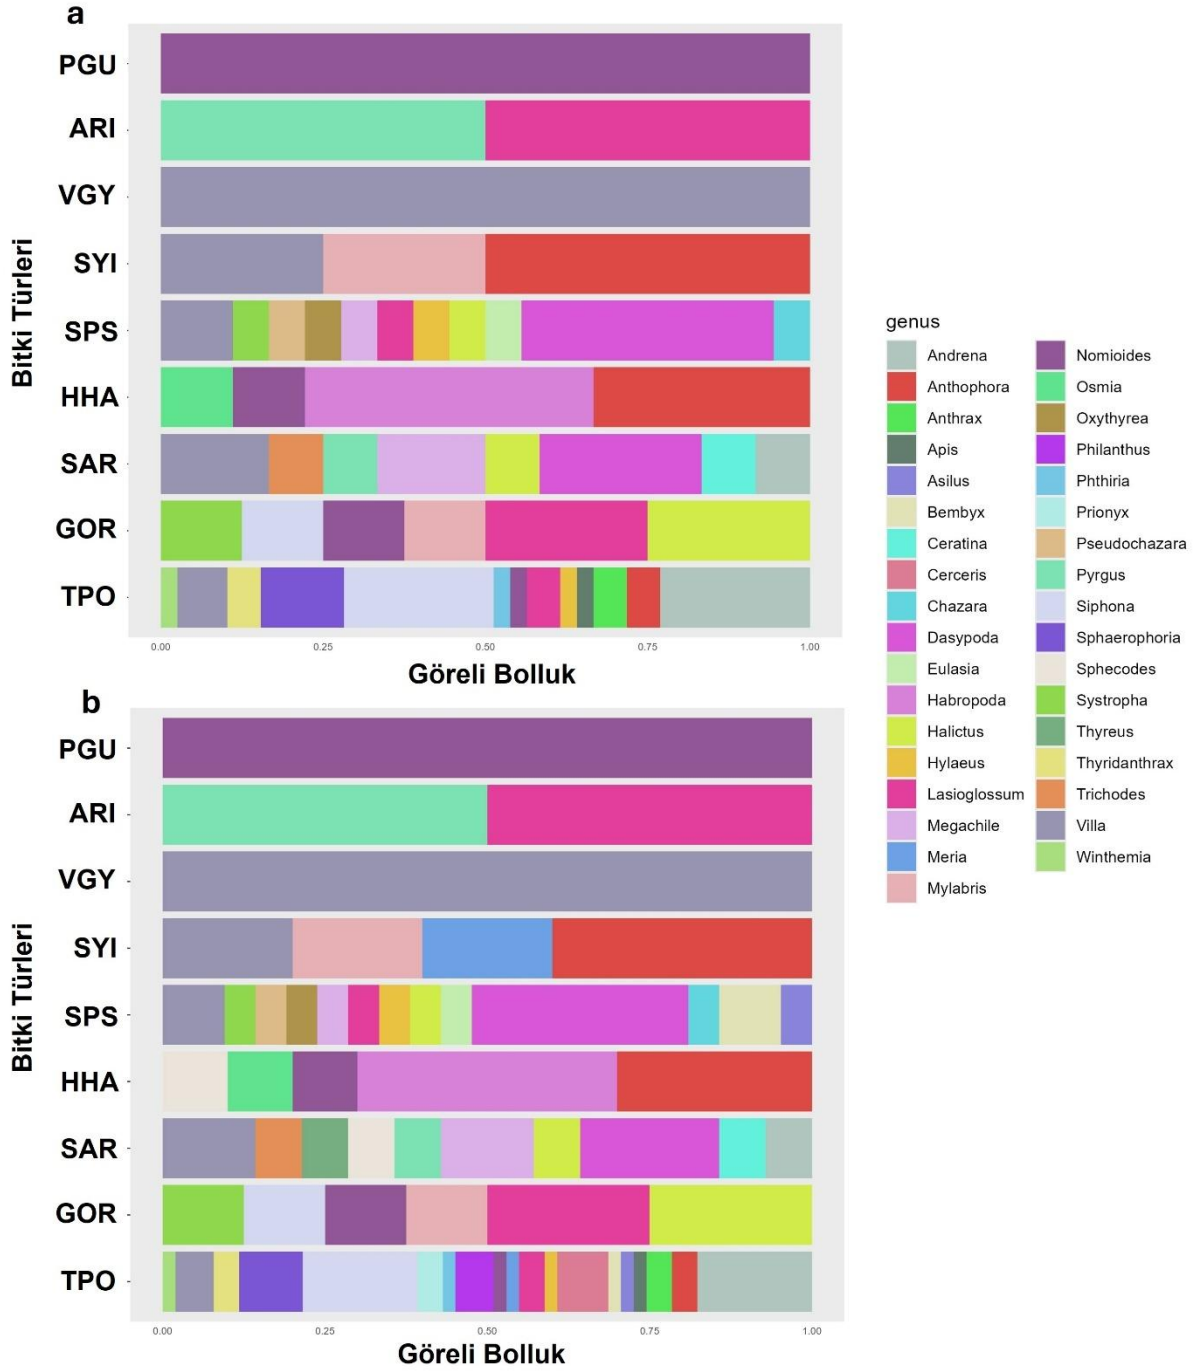 a
PGU
ARI
VGY
SYI
SPS
HHA
SAR
GOR
TPO
Bitki Türleri
0.00 0.25 0.50 0.75 1.00
Göreli Bolluk
genus
Andrena
Anthophora
Anthrax
Apis
Asilus
Bembyx
Ceratina
Cerceris
Chazara
Dasypoda
Eulasia
Habropoda
Halictus
Hylaeus
Lasioglossum
Megachile
Meria
Mylabris
Nomioides
Osmia
Oxythyrea
Philanthus
Phthiria
Prionyx
Pseudochazara
Pyrgus
Siphona
Sphaerophoria
Sphecodes
Systropha
Thyreus
Thyridanthrax
Trichodes
Villa
Winthemia
b
PGU
ARI
VGY
SYI
SPS
HHA
SAR
GOR
TPO
Bitki Türleri
0.00 0.25 0.50 0.75 1.00
Göreli Bolluk